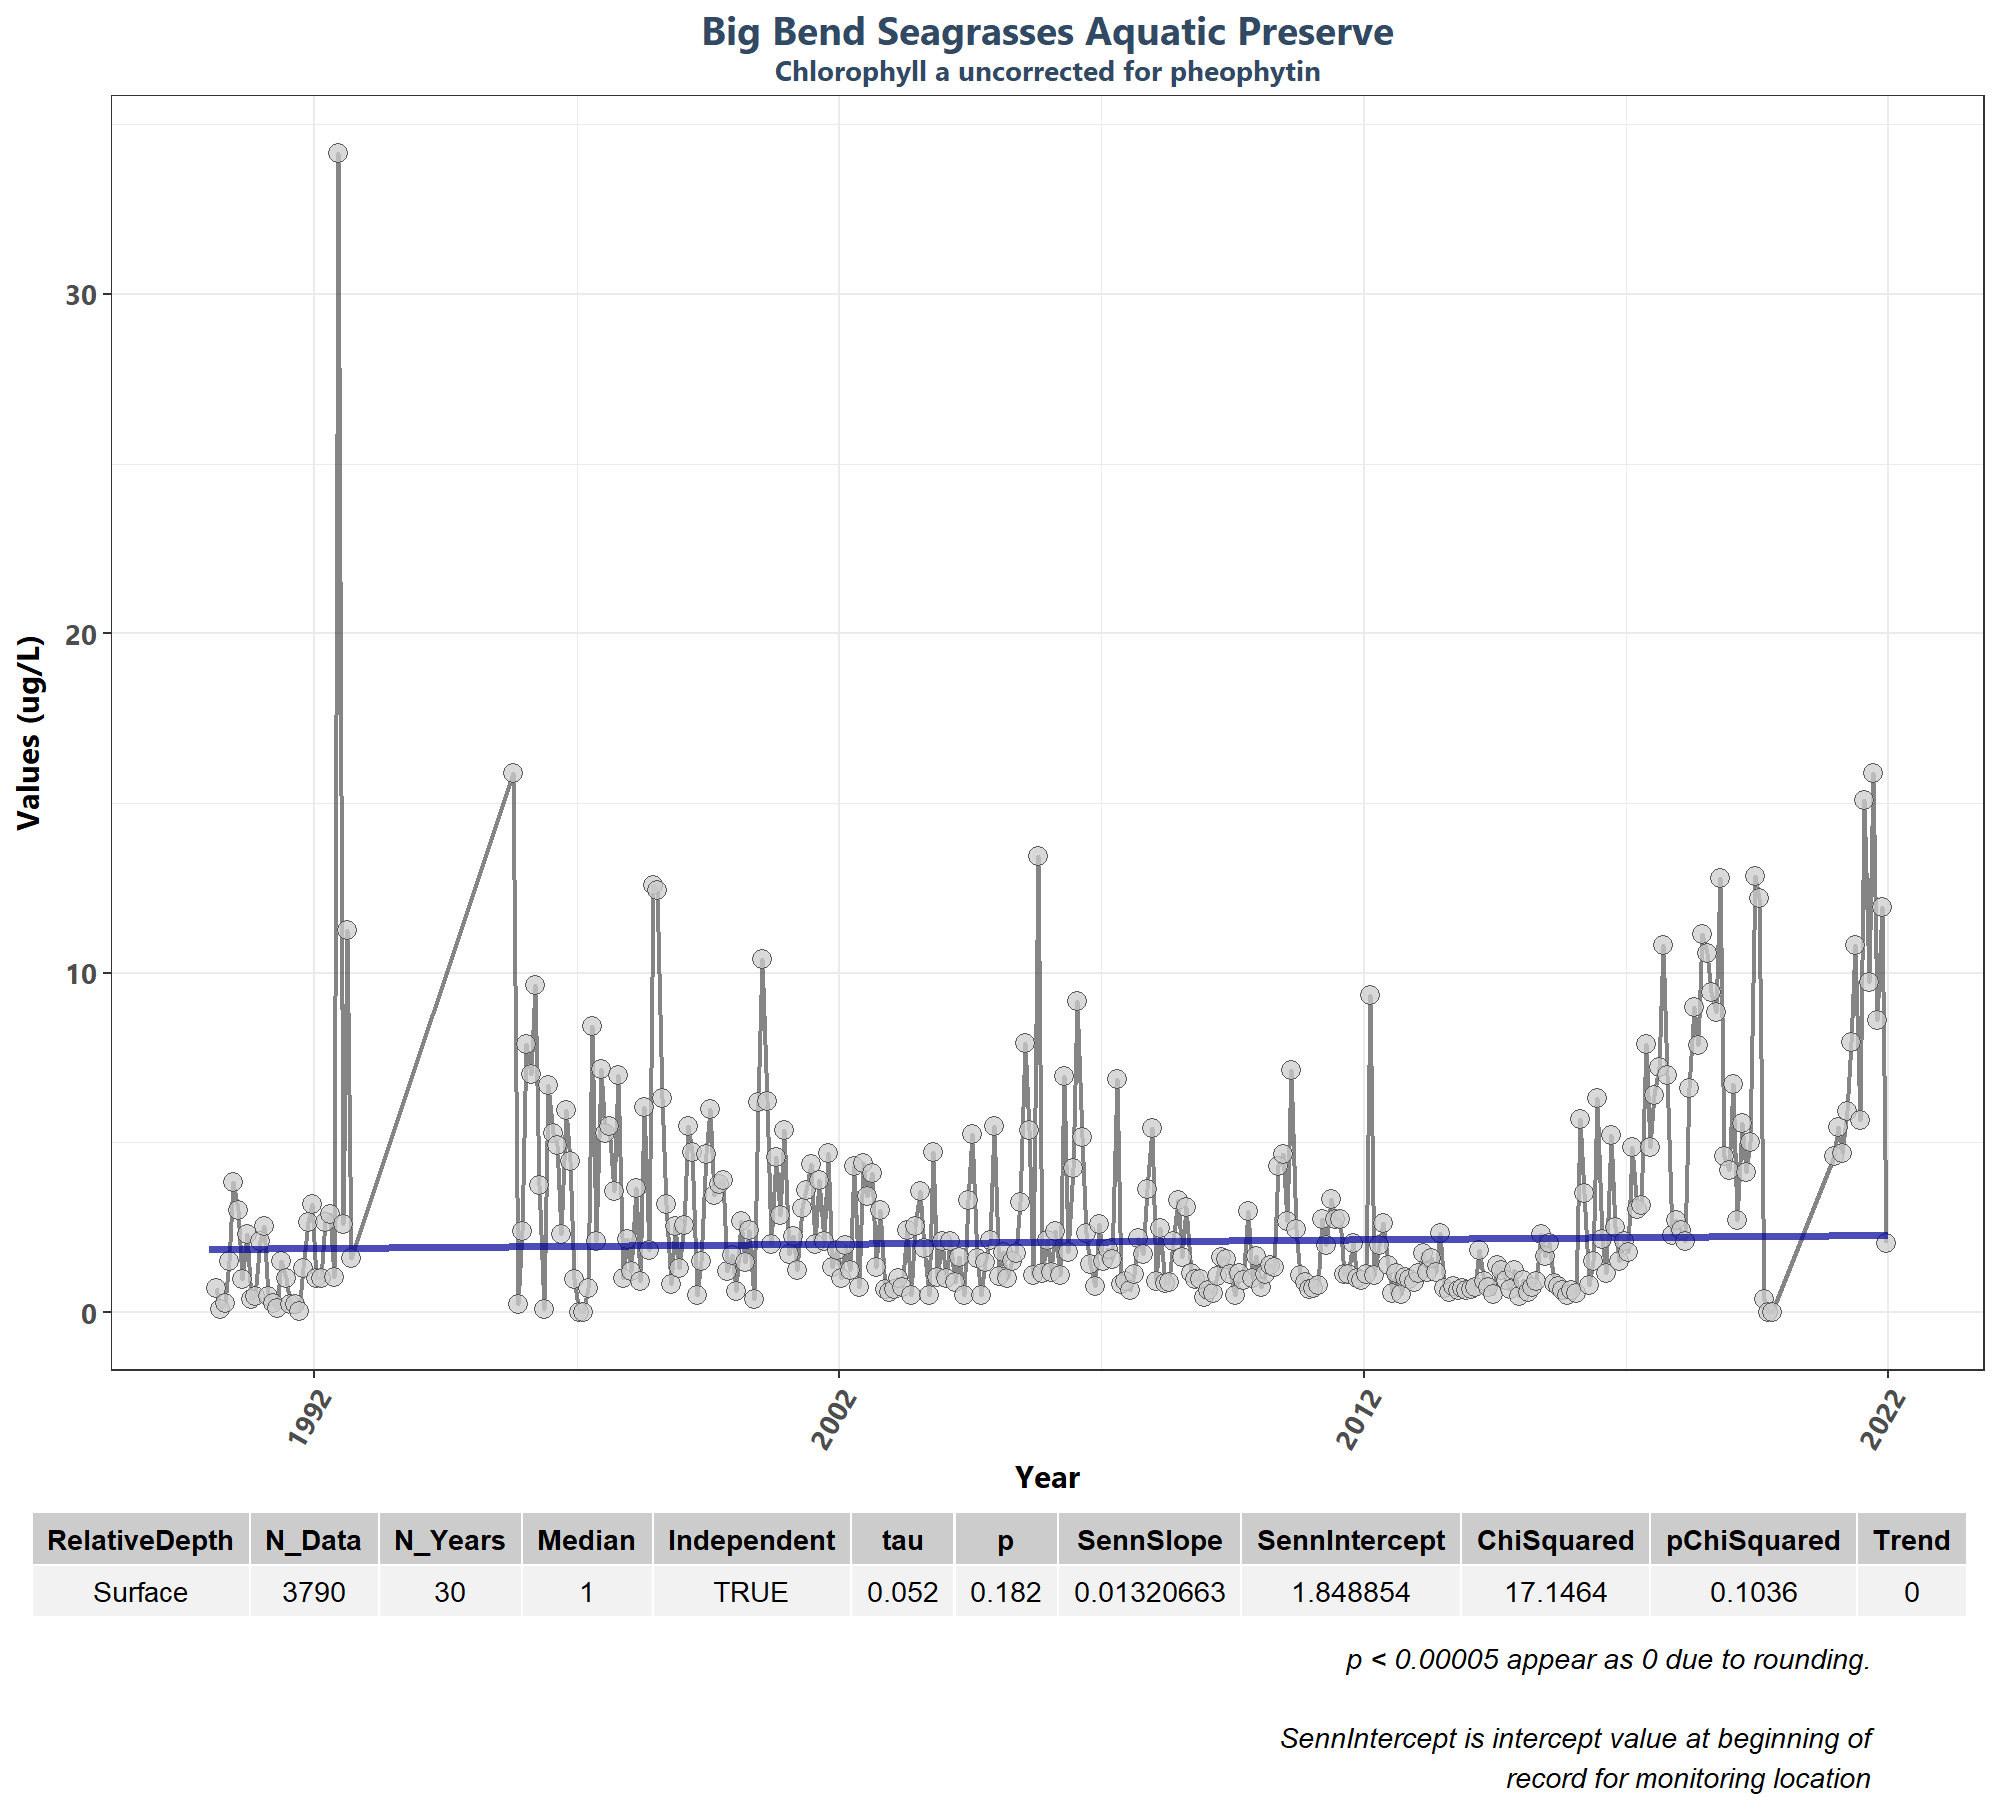 Big Bend Seagrasses Aquatic Preserve
Chlorophyll a uncorrected for pheophytin
Values (ug/L)
30
20
10
0
1992 2002 2012 2022
Year
RelativeDepth N_Data N_Years Median Independent tau p SennSlope SennIntercept ChiSquared pChiSquared Trend
Surface 3790 30 1 TRUE 0.052 0.182 0.01320663 1.848854 17.1464 0.1036 0
p < 0.00005 appear as 0 due to rounding.
SennIntercept is intercept value at beginning of
record for monitoring location